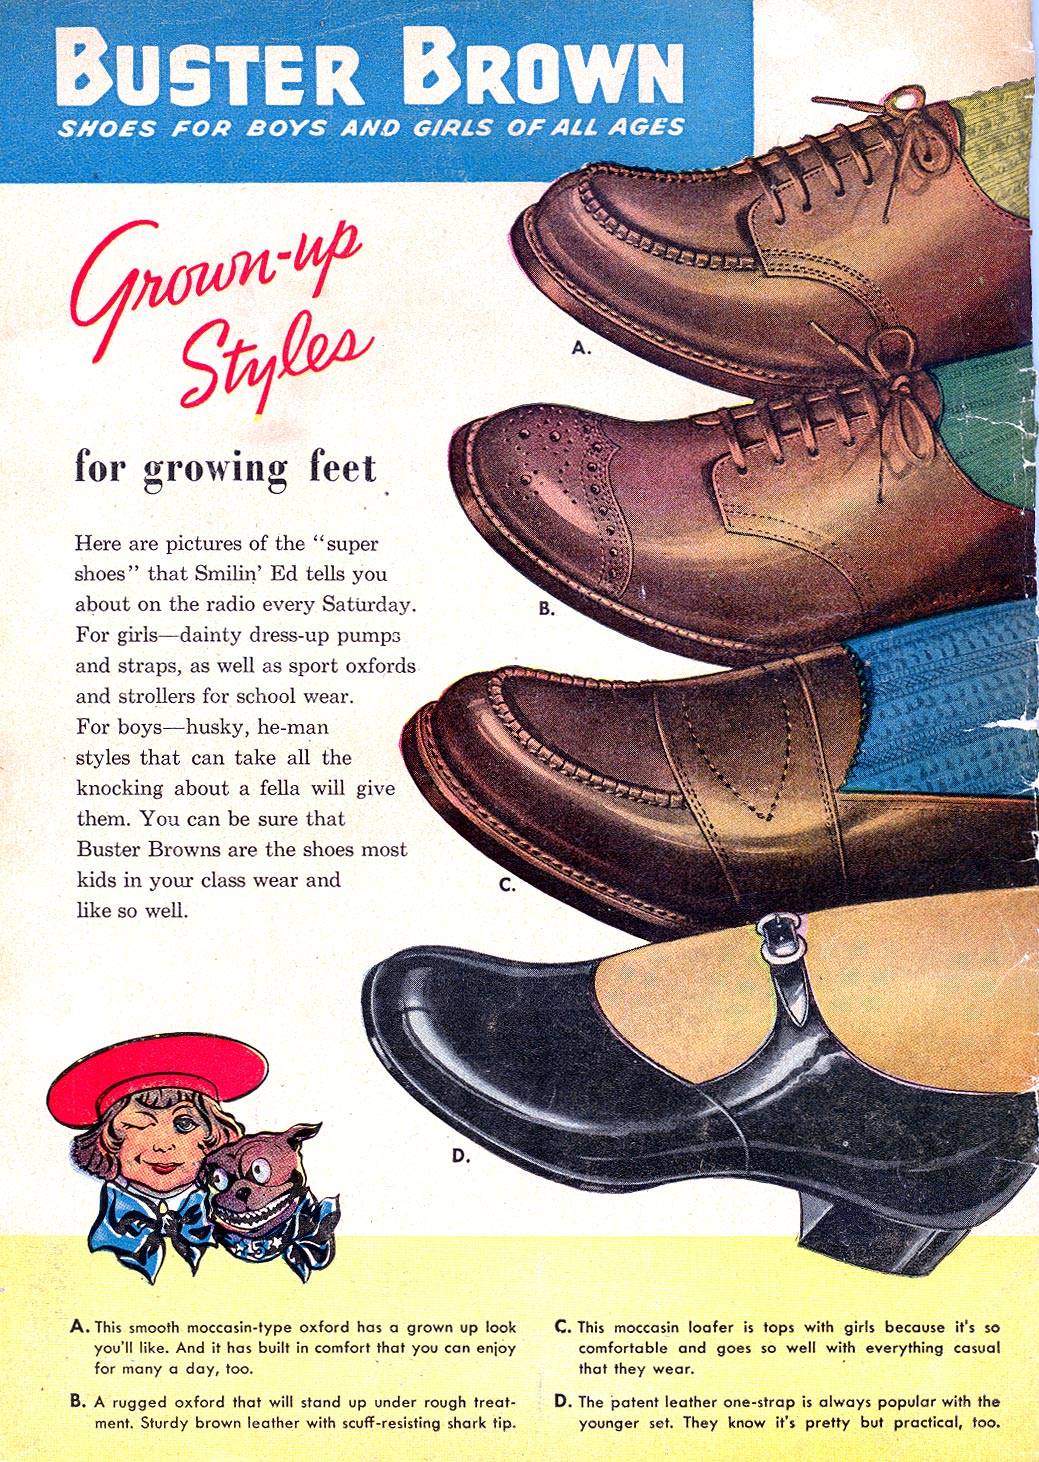 BUSTER BROWN
SHOES FOR BOYS AND GIRLS OF ALL AGES
Grown-up
Styles
for growing feet
Here are pictures of the “super
shoes” that Smilin’ Ed tells you
about on the radio every Saturday.
For girls—dainty dress-up pumps
and straps, as well as sport oxfords
and strollers for school wear.
For boys—husky, he-man
styles that can take all the
knocking about a fella will give
them. You can be sure that
Buster Browns are the shoes most
kids in your class wear and
like so well.
A.
B.
C.
D.
A. This smooth moccasin-type oxford has a grown up look
you'll like. And it has built in comfort that you can enjoy
for many a day, too.
B. A rugged oxford that will stand up under rough treat-
ment. Sturdy brown leather with scuff-resisting shark tip.
C. This moccasin loafer is tops with girls because it's so
comfortable and goes so well with everything casual
that they wear.
D. The patent leather one-strap is always popular with the
younger set. They know it's pretty but practical, too.